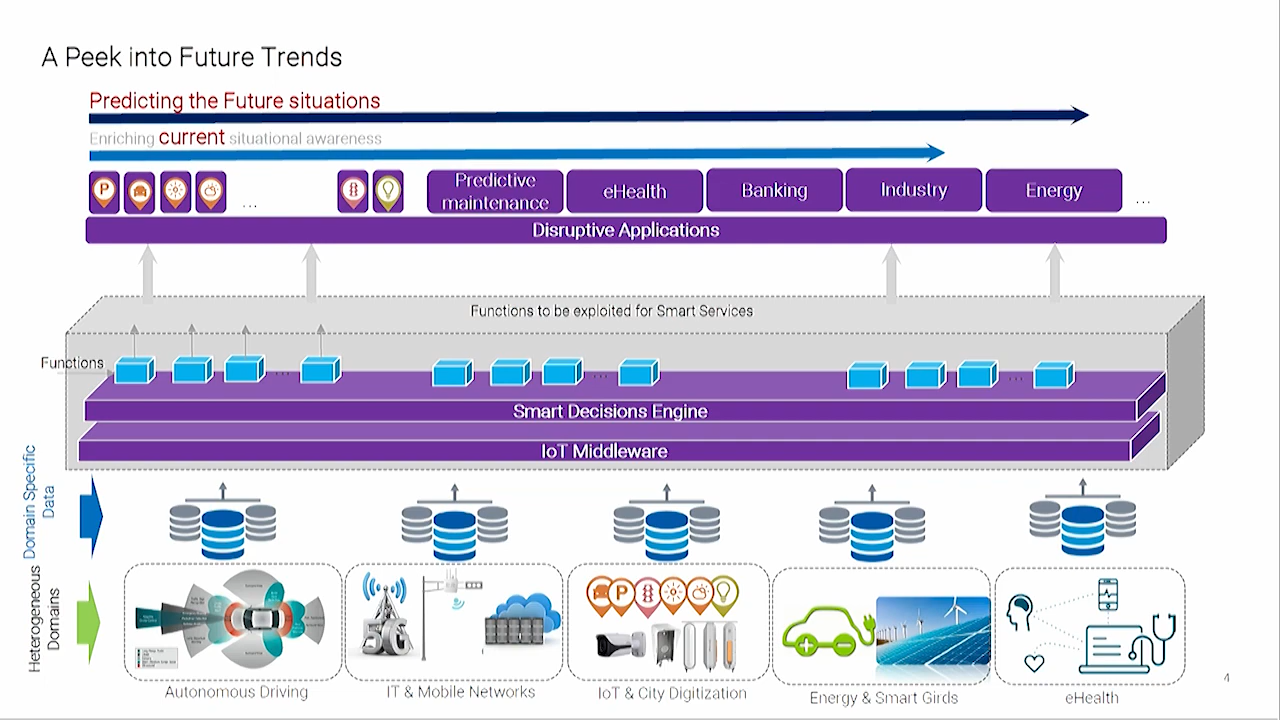 A Peek into Future Trends
Predicting the Future situations
Enriching current situational awareness
P
...
Predictive
maintenance
eHealth
Banking
Industry
Energy
...
Disruptive Applications
Functions to be exploited for Smart Services
Functions
...
...
...
Smart Decisions Engine
IoT Middleware
Domain Specific
Data
Heterogeneous
Domains
5G
P
Autonomous Driving
IT & Mobile Networks
IoT & City Digitization
Energy & Smart Girds
eHealth
4